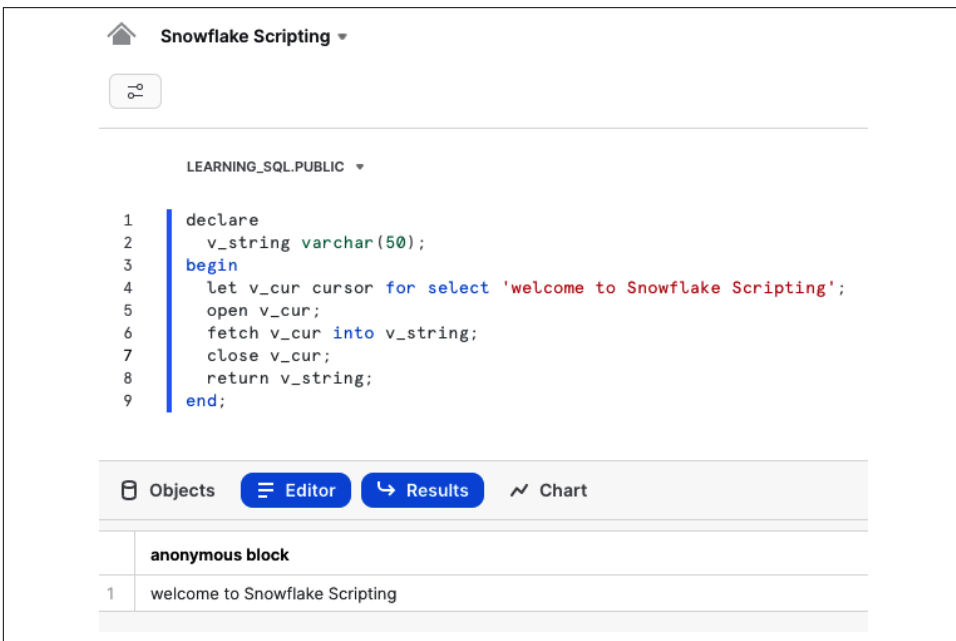 Snowflake Scripting
LEARNING_SQL.PUBLIC
1 declare
2 v_string varchar(50);
3 begin
4 let v_cur cursor for select 'welcome to Snowflake Scripting';
5 open v_cur;
6 fetch v_cur into v_string;
7 close v_cur;
8 return v_string;
9 end;
Objects Editor Results Chart
anonymous block
1 welcome to Snowflake Scripting